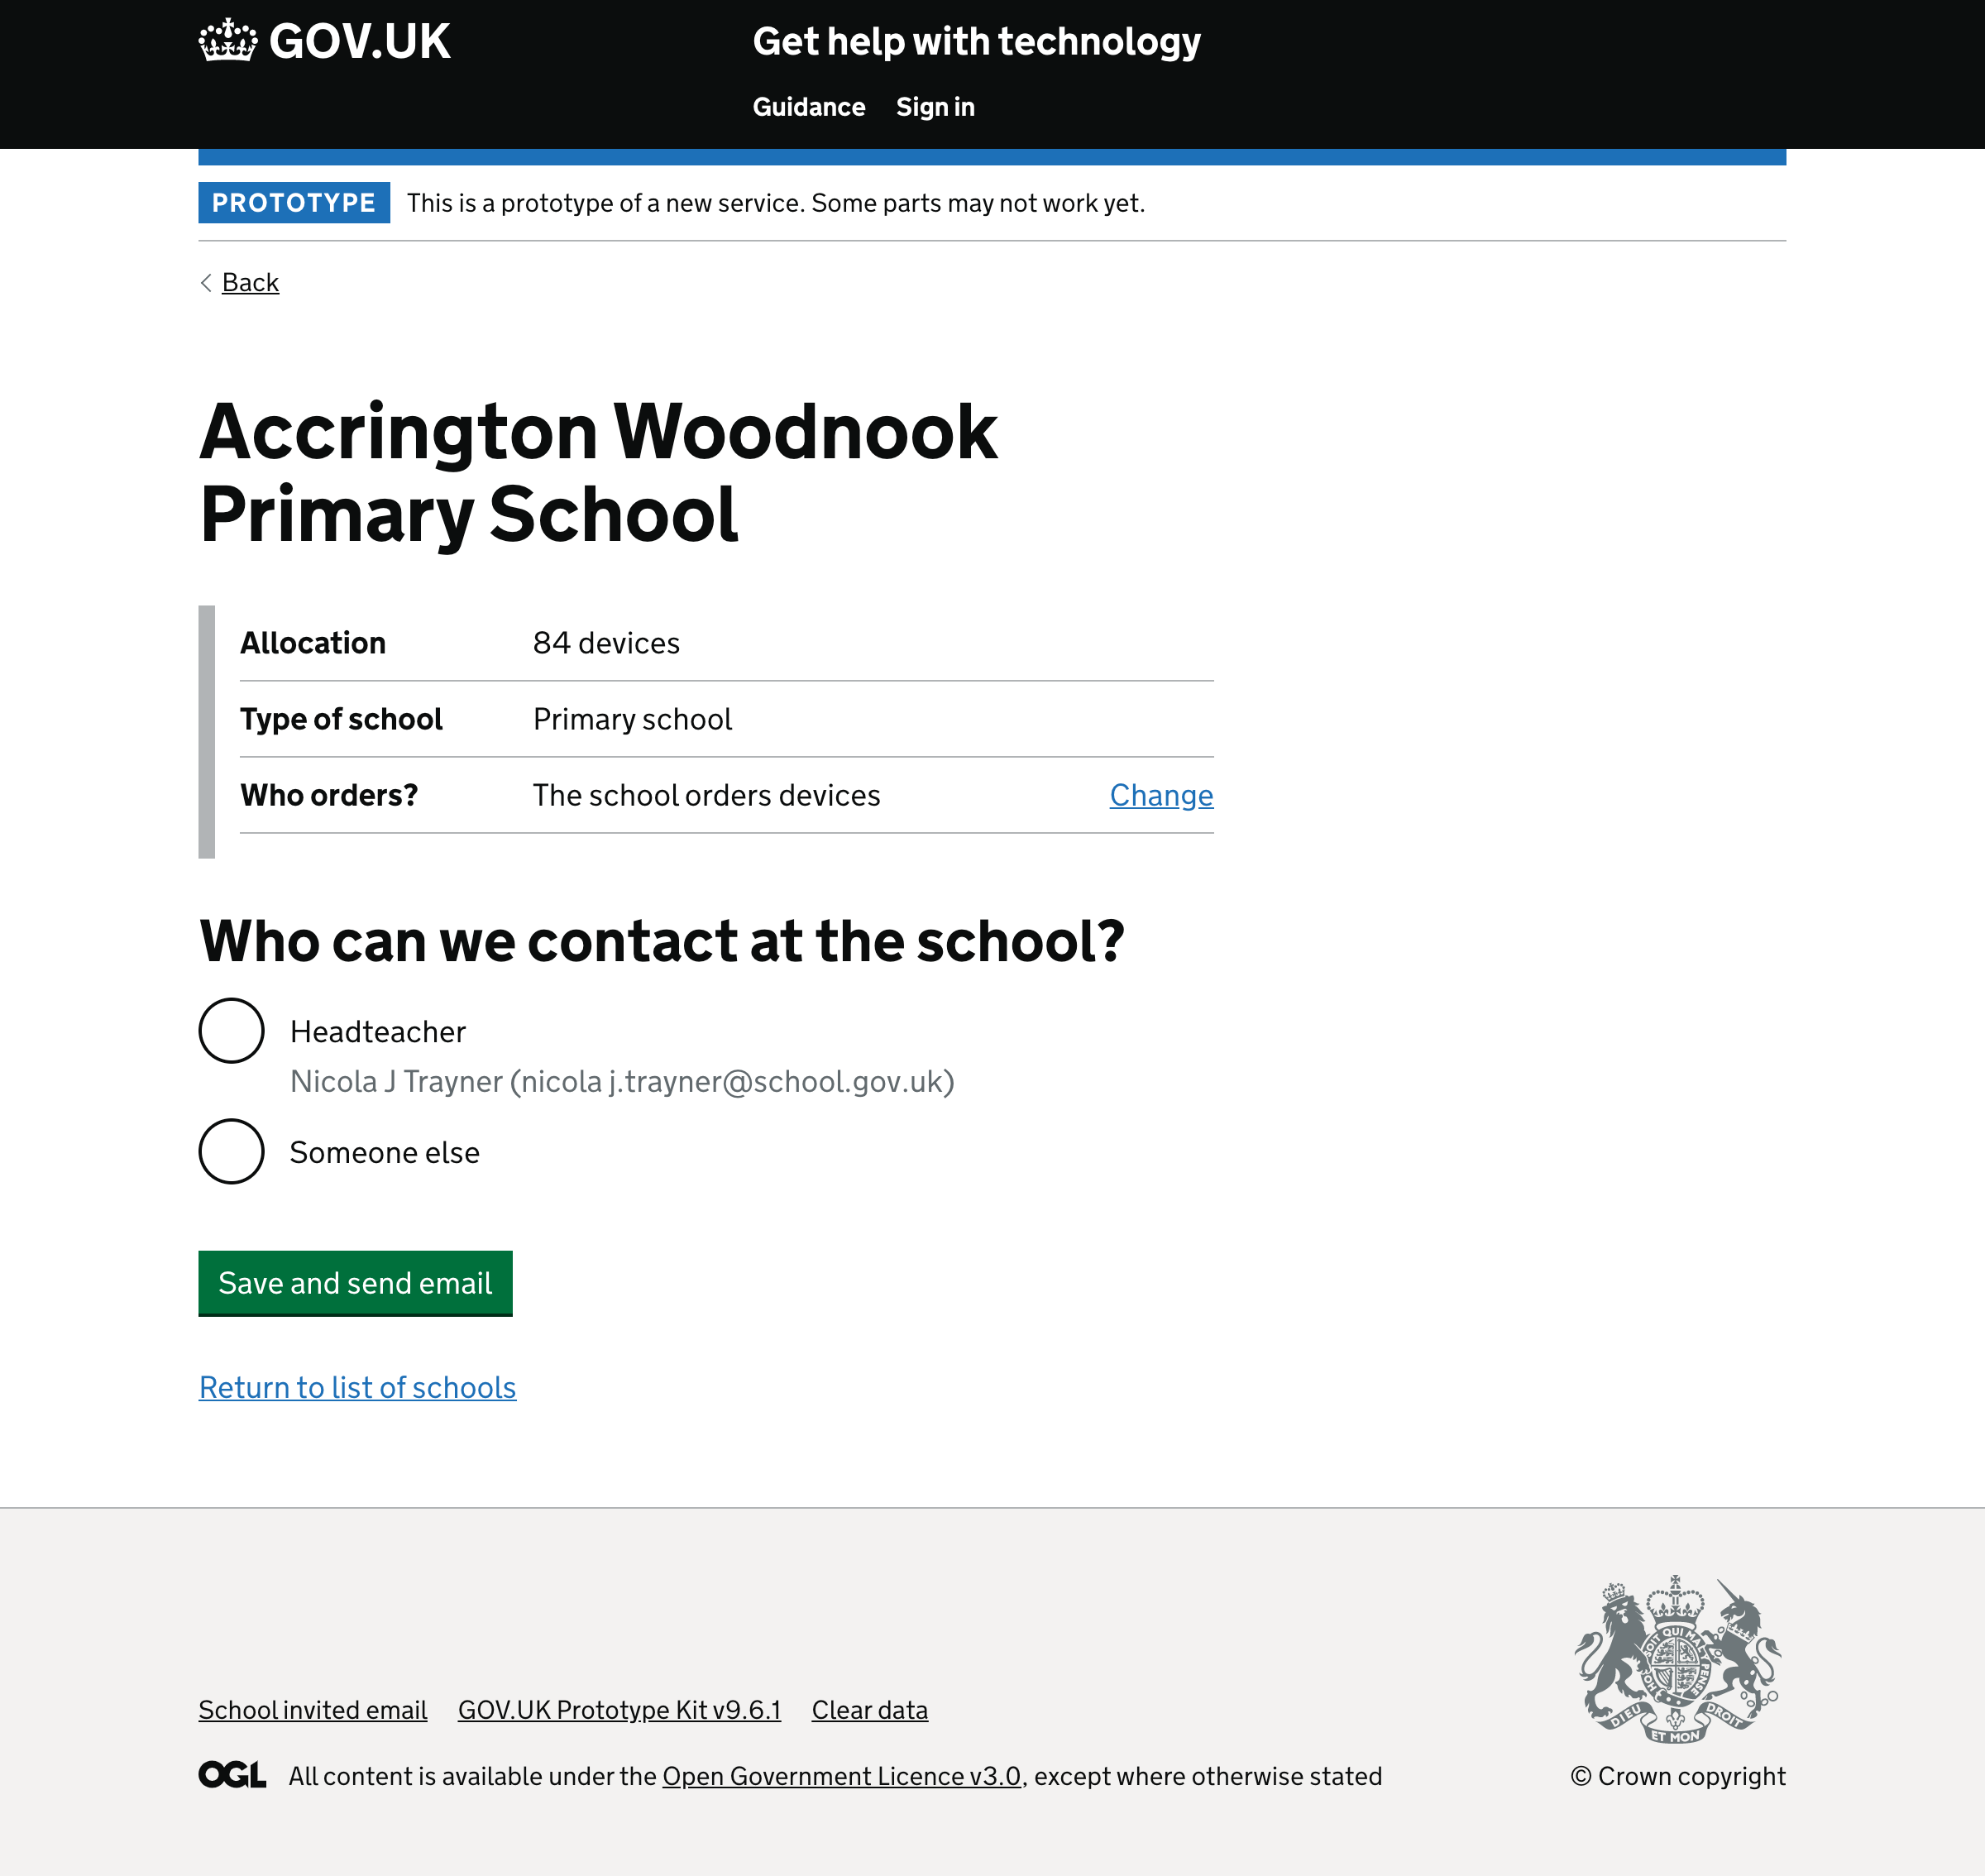 GOV.UK
Get help with technology
Guidance Sign in
PROTOTYPE This is a prototype of a new service. Some parts may not work yet.
Back
Accrington Woodnook
Primary School
Allocation 84 devices
Type of school Primary school
Who orders? The school orders devices Change
Who can we contact at the school?
Headteacher
Nicola J Trayner (nicola j.trayner@school.gov.uk)
Someone else
Save and send email
Return to list of schools
School invited email GOV.UK Prototype Kit v9.6.1 Clear data
OGL All content is available under the Open Government Licence v3.0, except where otherwise stated
SOIT QUI MAL Y PENSE
DIEU ET MON DROIT
© Crown copyright